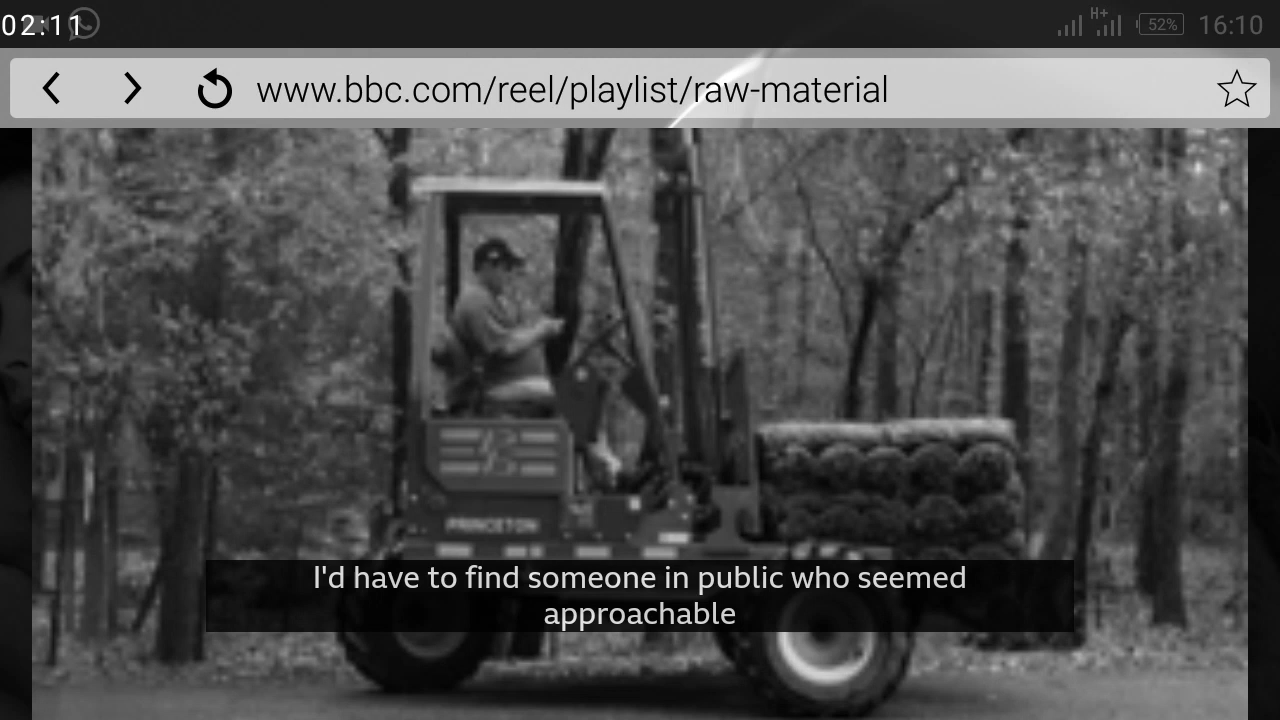 02:11
H+
52%
16:10
www.bbc.com/reel/playlist/raw-material
PRINCETON
I'd have to find someone in public who seemed
approachable